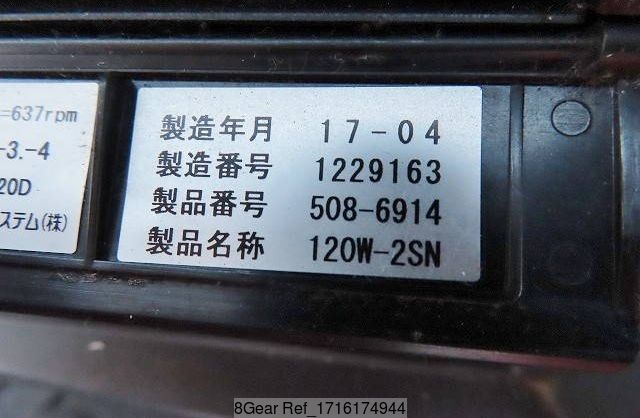 =637rpm
-3.-4
20D
ステム(株)
製造年月 17-04
製造番号 1229163
製品番号 508-6914
製品名称 120W-2SN
8Gear Ref_1716174944